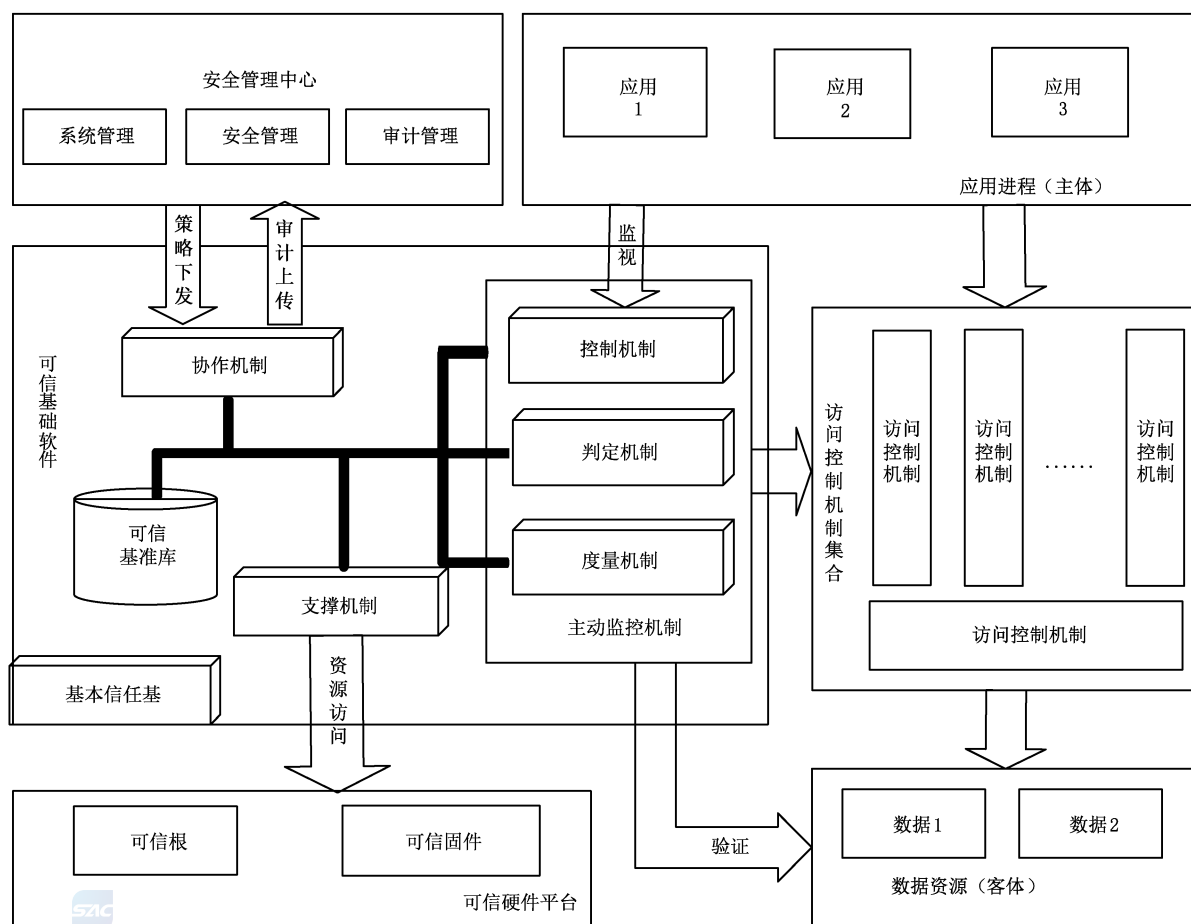 安全管理中心
系统管理
安全管理
审计管理
应用
1
应用
2
应用
3
应用进程（主体）
策略下发
审计上传
监视
可信基础软件
协作机制
可信
基准库
支撑机制
基本信任基
控制机制
判定机制
度量机制
主动监控机制
访问控制机制集合
访问
控制
机制
访问
控制
机制
······
访问
控制
机制
访问控制机制
资源访问
验证
可信根
可信固件
可信硬件平台
数据1
数据2
数据资源（客体）
SAC